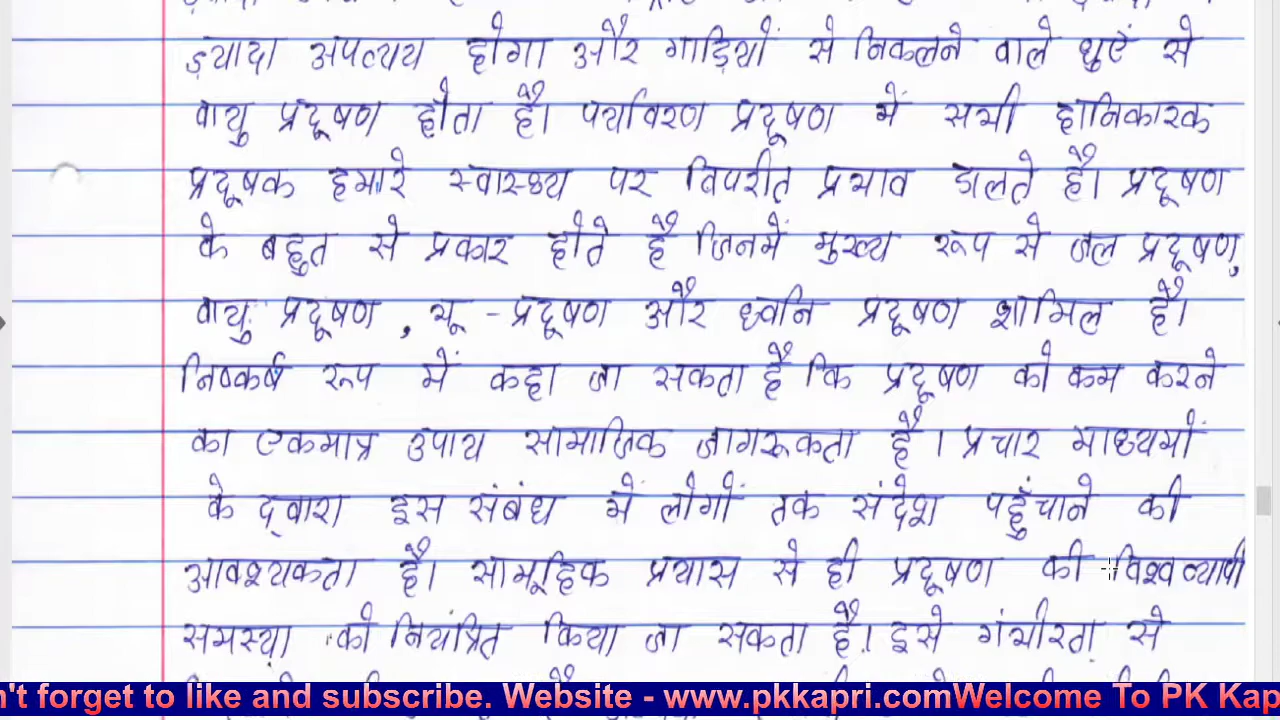 ज़्यादा अपव्यय होगा और गाड़ियों से निकलने वाले धुएं से
वायु प्रदूषण होता है। पर्यावरण प्रदूषण में सभी हानिकारक
प्रदूषक हमारे स्वास्थ्य पर विपरीत प्रभाव डालते है। प्रदूषण
के बहुत से प्रकार होते है जिनमें मुख्य रूप से जल प्रदूषण,
वायु प्रदूषण , भू - प्रदूषण और ध्वनि प्रदूषण शामिल है।
निष्कर्ष रूप में कहा जा सकता है कि प्रदूषण को कम करने
का एकमात्र उपाय सामाजिक जागरूकता है । प्रचार माध्यमों
के द्वारा इस संबंध में लोगों तक संदेश पहुँचाने की
आवश्यकता है। सामूहिक प्रयास से ही प्रदूषण की विश्वव्यापी
समस्या को नियंत्रित किया जा सकता है। इसे गंभीरता से
n't forget to like and subscribe. Website - www.pkkapri.comWelcome To PK Kap